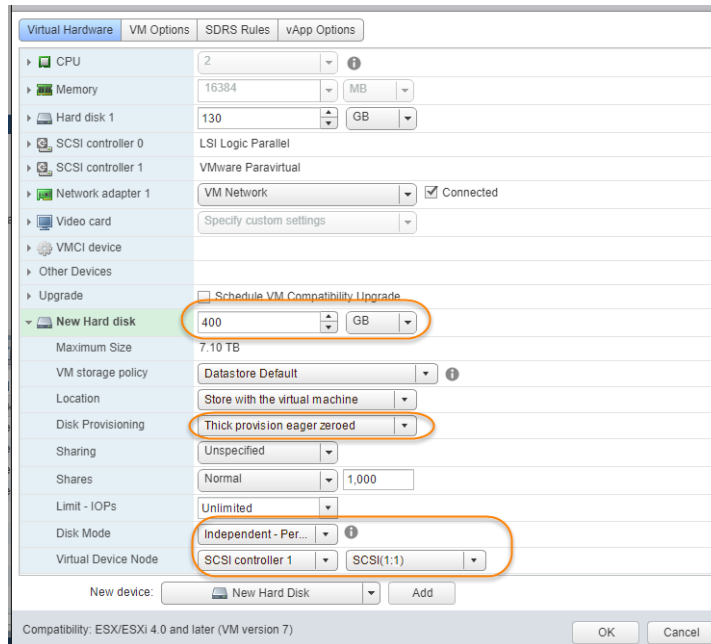 Virtual Hardware VM Options SDRS Rules vApp Options
CPU 2
Memory 16384 MB
Hard disk 1 130 GB
SCSI controller 0 LSI Logic Parallel
SCSI controller 1 VMware Paravirtual
Network adapter 1 VM Network Connected
Video card Specify custom settings
VMCI device
Other Devices
Upgrade Schedule VM Compatibility Upgrade
New Hard disk 400 GB
Maximum Size 7.10 TB
VM storage policy Datastore Default
Location Store with the virtual machine
Disk Provisioning Thick provision eager zeroed
Sharing Unspecified
Shares Normal 1,000
Limit - IOPs Unlimited
Disk Mode Independent - Per...
Virtual Device Node SCSI controller 1 SCSI(1:1)
New device: New Hard Disk Add
Compatibility: ESX/ESXi 4.0 and later (VM version 7) OK Cancel